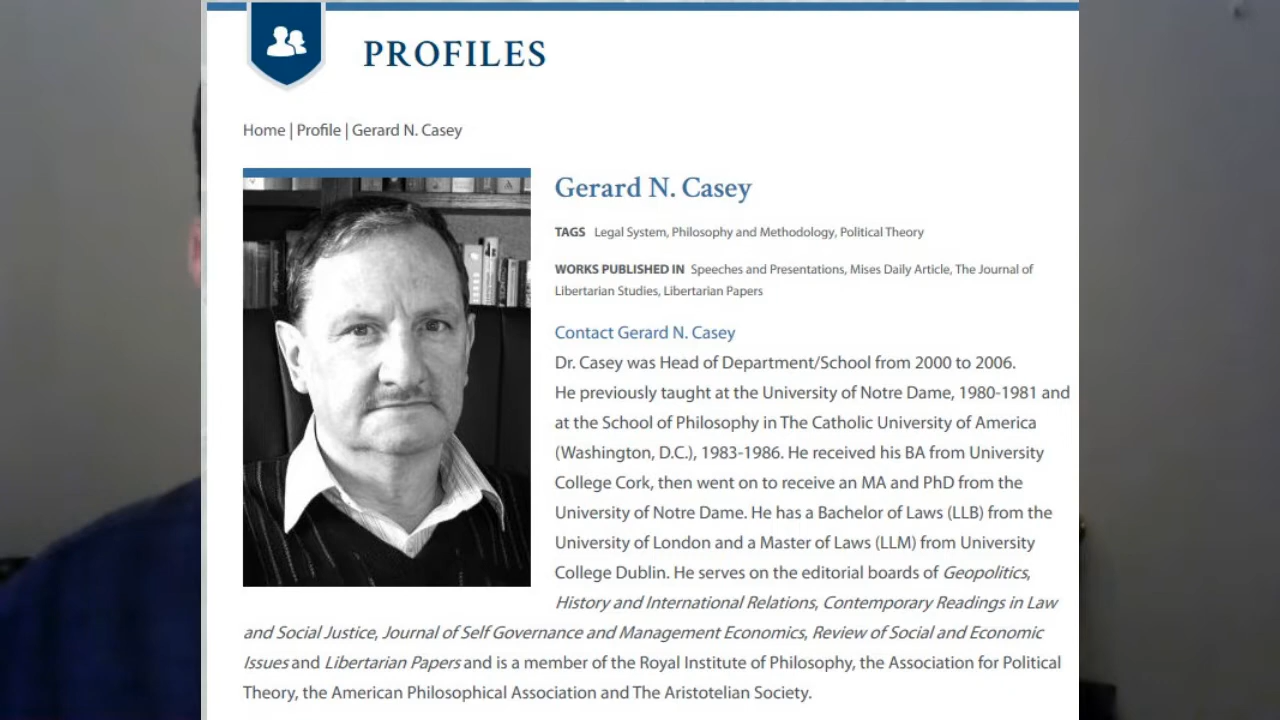 PROFILES
Home | Profile | Gerard N. Casey
Gerard N. Casey
TAGS Legal System, Philosophy and Methodology, Political Theory
WORKS PUBLISHED IN Speeches and Presentations, Mises Daily Article, The Journal of
Libertarian Studies, Libertarian Papers
Contact Gerard N. Casey
Dr. Casey was Head of Department/School from 2000 to 2006.
He previously taught at the University of Notre Dame, 1980-1981 and
at the School of Philosophy in The Catholic University of America
(Washington, D.C.), 1983-1986. He received his BA from University
College Cork, then went on to receive an MA and PhD from the
University of Notre Dame. He has a Bachelor of Laws (LLB) from the
University of London and a Master of Laws (LLM) from University
College Dublin. He serves on the editorial boards of Geopolitics,
History and International Relations, Contemporary Readings in Law
and Social Justice, Journal of Self Governance and Management Economics, Review of Social and Economic
Issues and Libertarian Papers and is a member of the Royal Institute of Philosophy, the Association for Political
Theory, the American Philosophical Association and The Aristotelian Society.